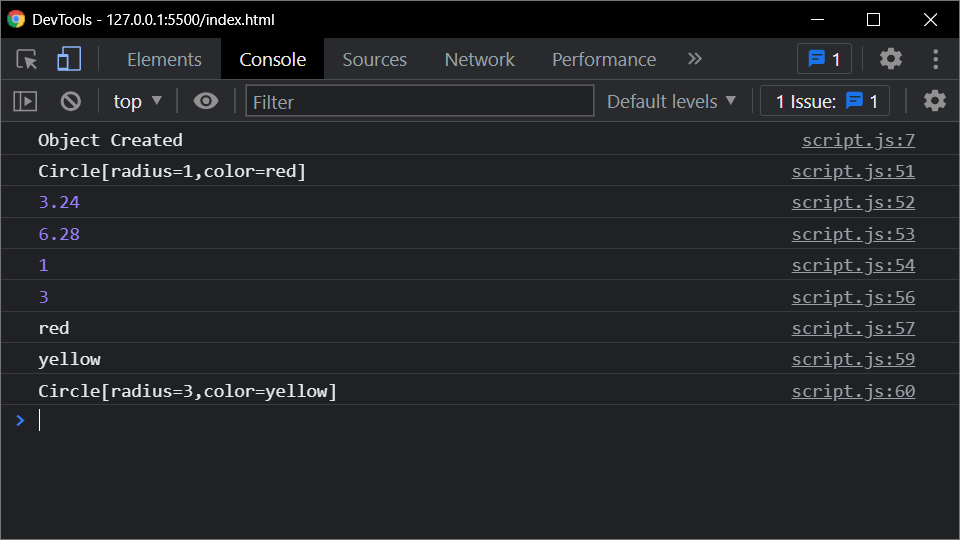 DevTools - 127.0.0.1:5500/index.html
Elements Console Sources Network Performance » 1
top ▼ Filter Default levels ▼ 1 Issue: 1
Object Created script.js:7
Circle[radius=1,color=red] script.js:51
3.24 script.js:52
6.28 script.js:53
1 script.js:54
3 script.js:56
red script.js:57
yellow script.js:59
Circle[radius=3,color=yellow] script.js:60
>